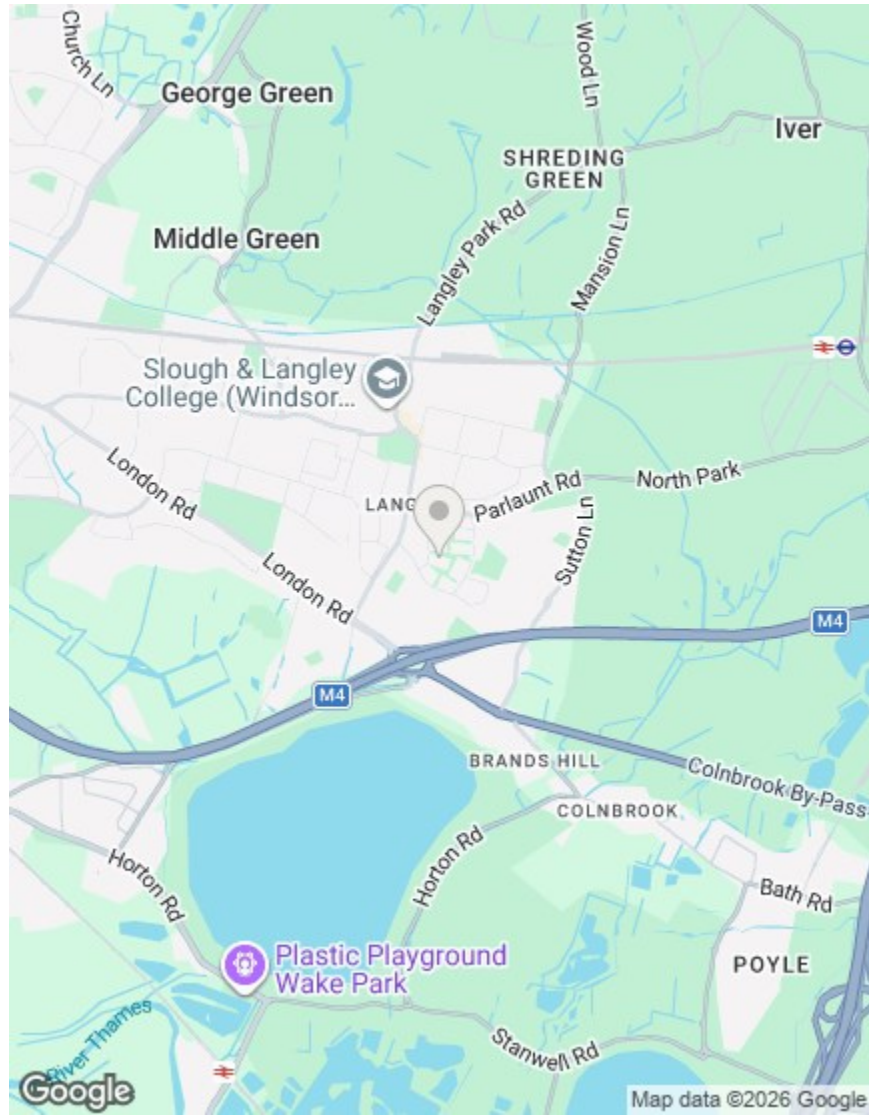 Church Ln
Wood Ln
George Green
Iver
SHREDING
GREEN
Langley Park Rd
Middle Green
Mansion Ln
Slough & Langley
College (Windsor...
London Rd
North Park
LANG
Parlaunt Rd
Sutton Ln
London Rd
M4
M4
BRANDS HILL
Colnbrook By-Pass
COLNBROOK
Horton Rd
Horton Rd
Bath Rd
Plastic Playground
Wake Park
POYLE
River Thames
Stanwell Rd
Google
Map data ©2026 Google